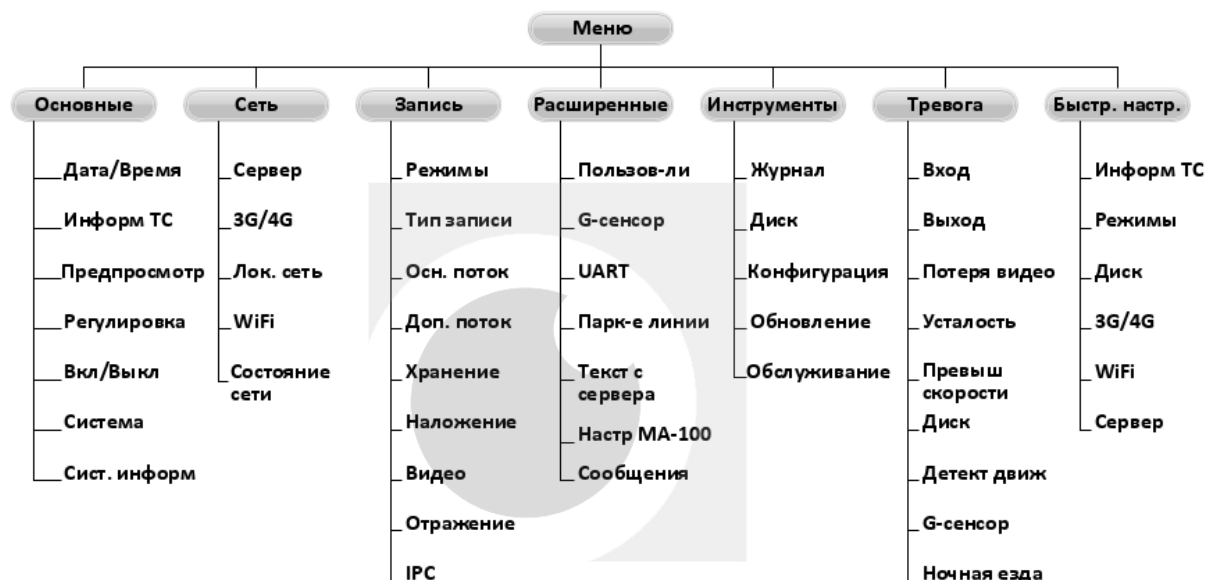 Меню
Основные
Сеть
Запись
Расширенные
Инструменты
Тревога
Быстр. настр.
Дата/Время
Информ ТС
Предпросмотр
Регулировка
Вкл/Выкл
Система
Сист. информ
Сервер
3G/4G
Лок. сеть
WiFi
Состояние
сети
Режимы
Тип записи
Осн. поток
Доп. поток
Хранение
Наложение
Видео
Отражение
IPC
Пользов-ли
G-сенсор
UART
Парк-е линии
Текст с
сервера
Настр МА-100
Сообщения
Журнал
Диск
Конфигурация
Обновление
Обслуживание
Вход
Выход
Потеря видео
Усталость
Превыш
скорости
Диск
Детект движ
G-сенсор
Ночная езда
Информ ТС
Режимы
Диск
3G/4G
WiFi
Сервер